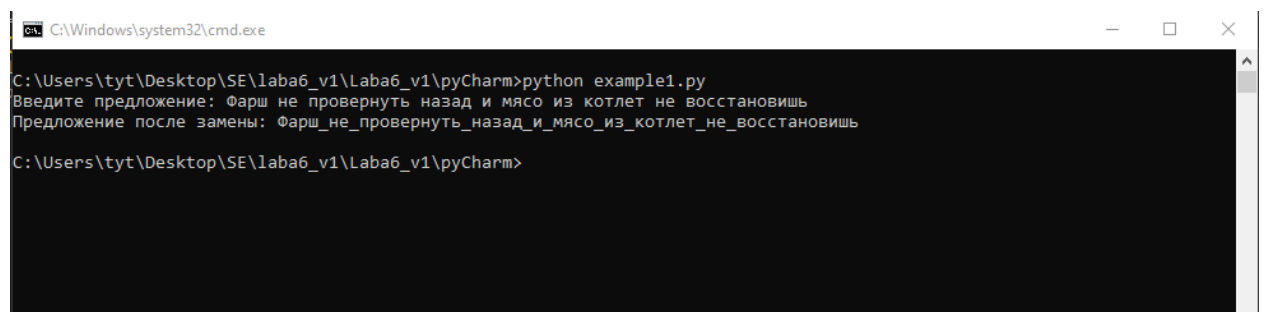 C:\Windows\system32\cmd.exe
C:\Users\tyt\Desktop\SE\laba6_v1\Laba6_v1\pyCharm>python example1.py
Введите предложение: Фарш не провернуть назад и мясо из котлет не восстановишь
Предложение после замены: Фарш_не_провернуть_назад_и_мясо_из_котлет_не_восстановишь
C:\Users\tyt\Desktop\SE\laba6_v1\Laba6_v1\pyCharm>